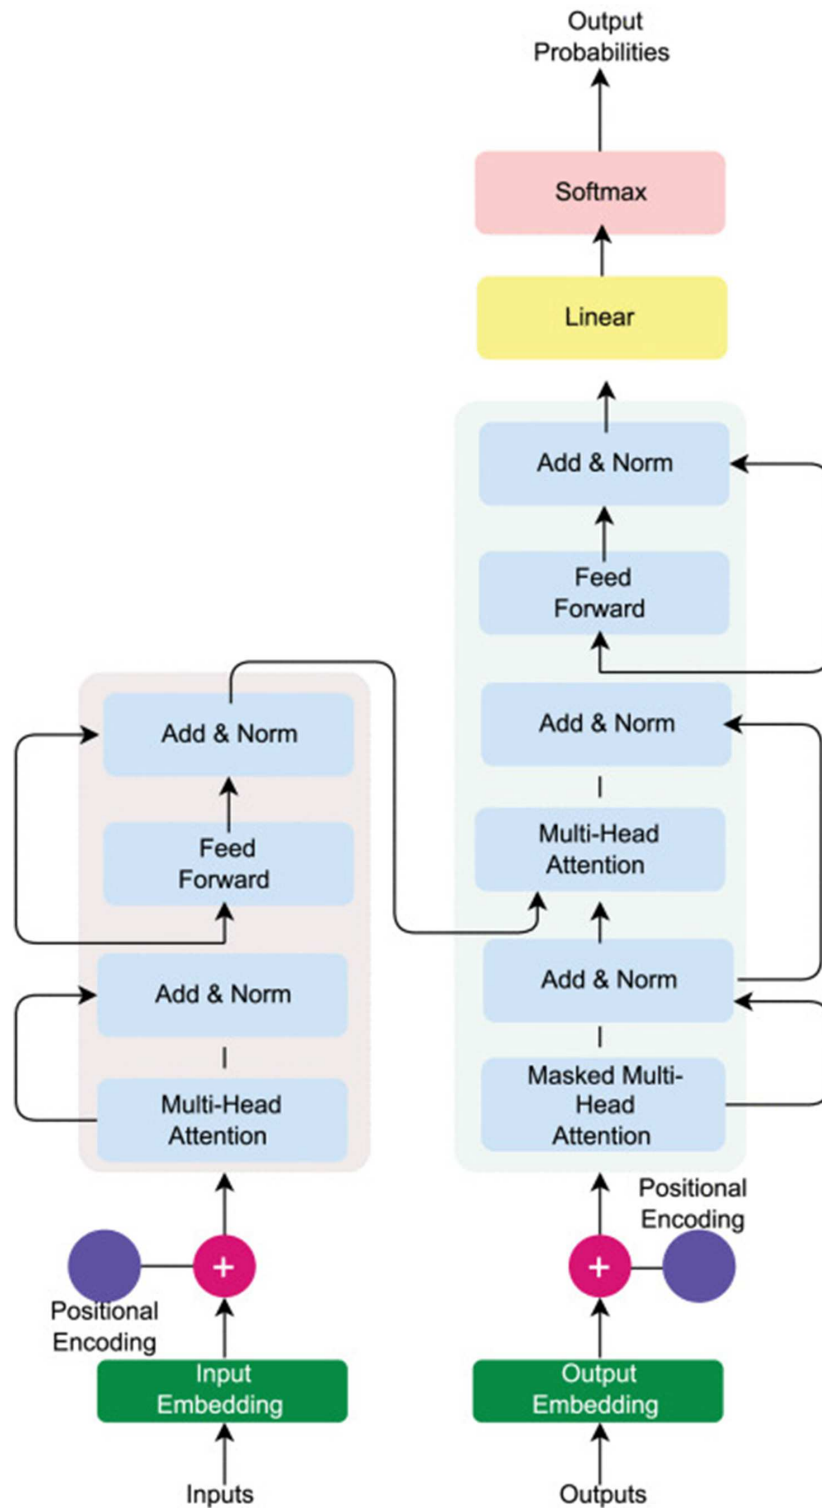 Output
Probabilities
Softmax
Linear
Add & Norm
Feed
Forward
Add & Norm
Multi-Head
Attention
Add & Norm
Masked Multi-
Head
Attention
Positional
Encoding
+
Output
Embedding
Outputs
Add & Norm
Feed
Forward
Add & Norm
Multi-Head
Attention
+
Positional
Encoding
Input
Embedding
Inputs